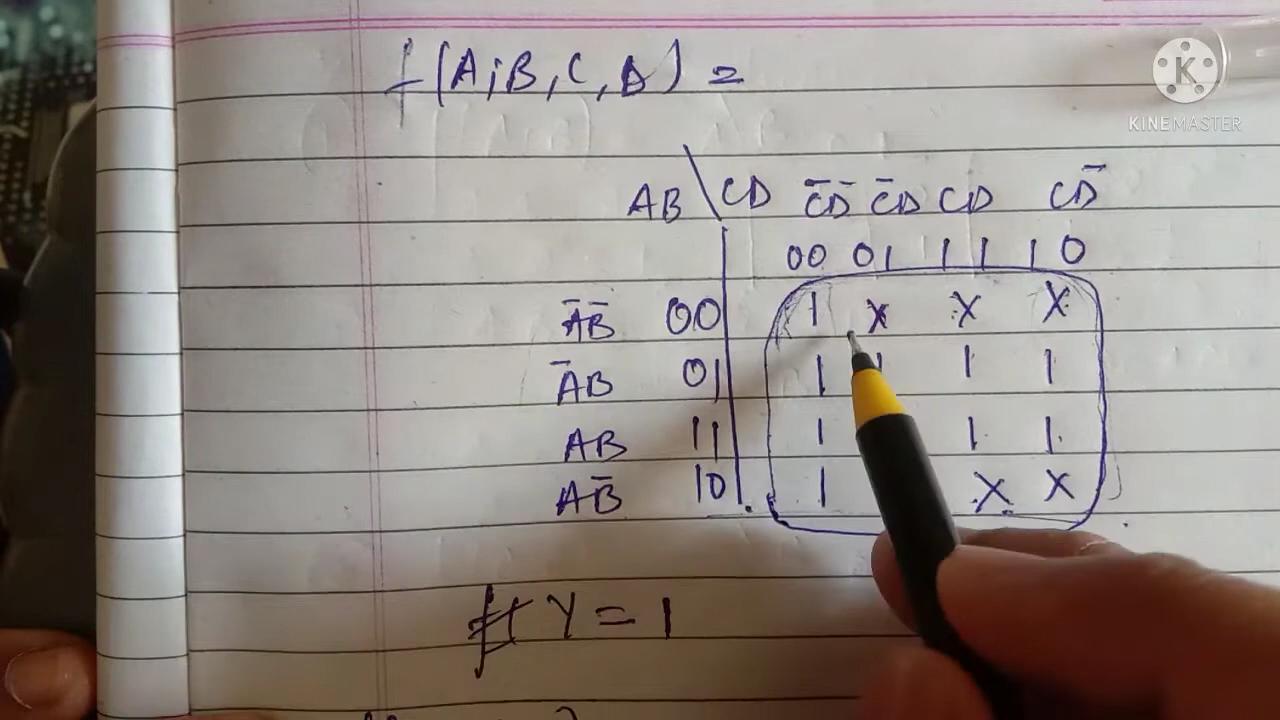 f(A,B,C,D) =
K
KINEMASTER
AB \ CD C̄D̄ C̄D CD CD̄
00 01 11 10
ĀB̄ 00 1 x x x
ĀB 01 1 1 1 1
AB 11 1 1 1
AB̄ 10 1 x x
Y = 1